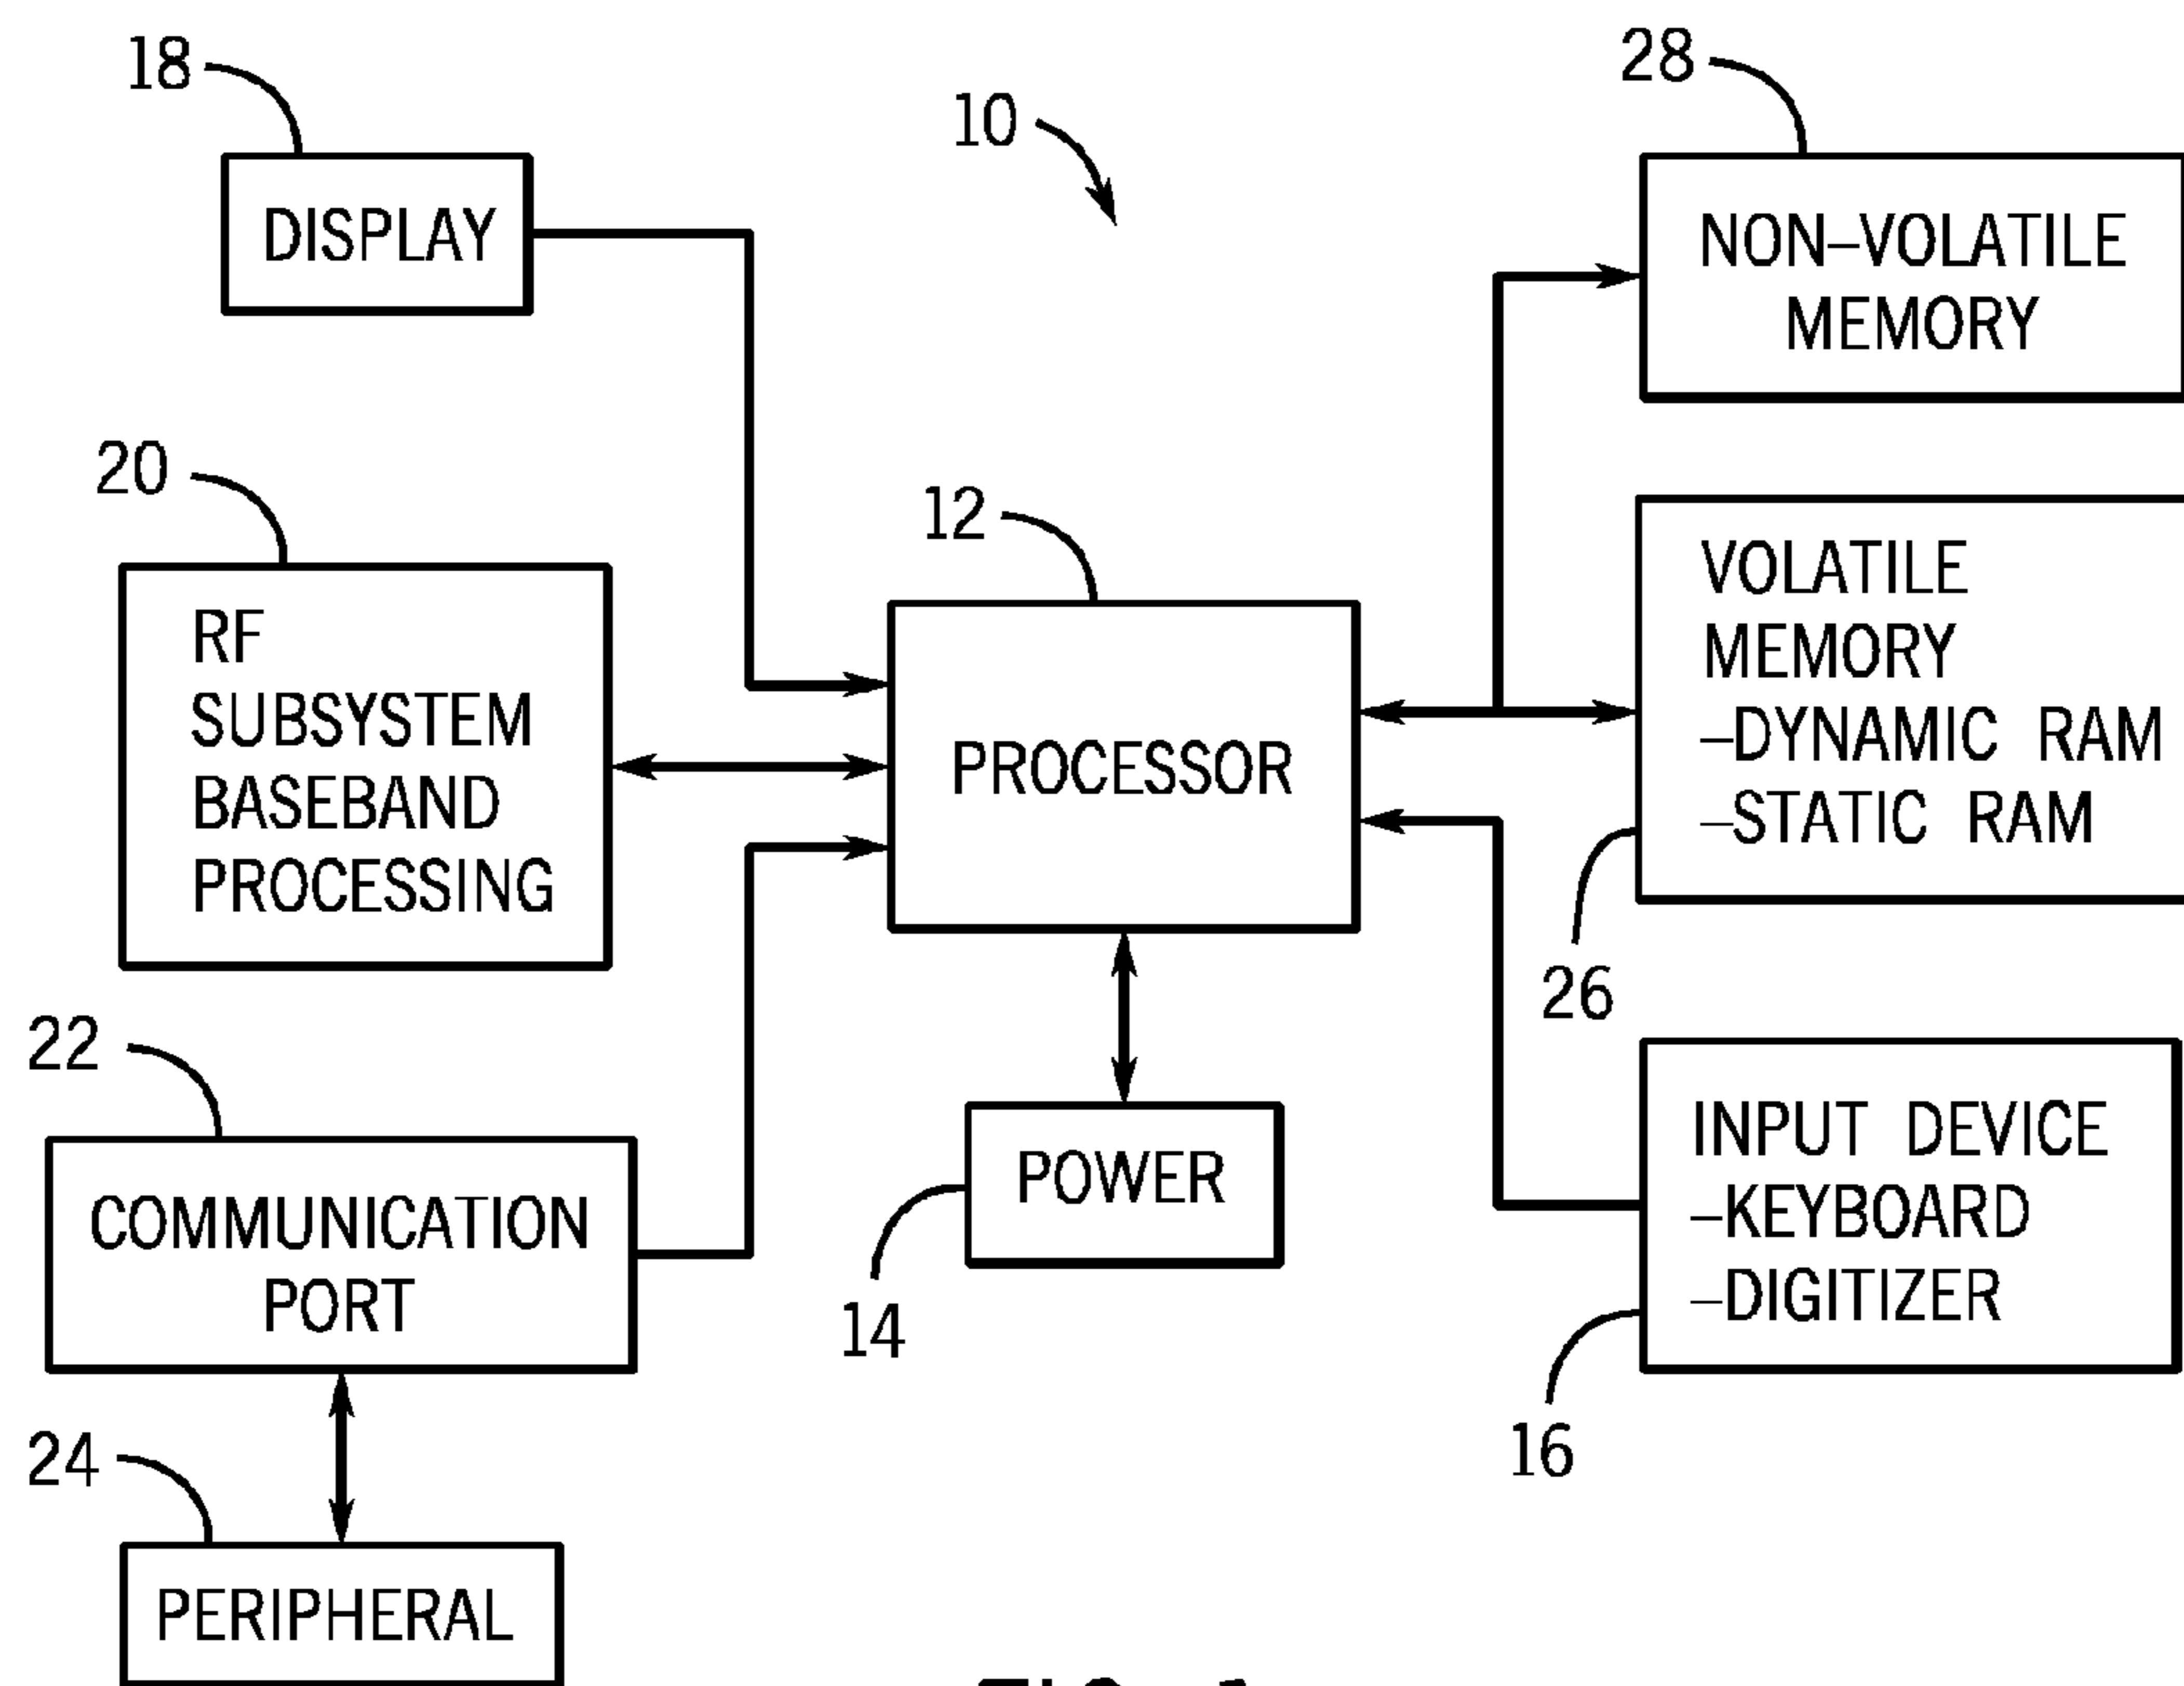 18
28
10
DISPLAY
NON–VOLATILE
MEMORY
20
12
RF
SUBSYSTEM
BASEBAND
PROCESSING
PROCESSOR
VOLATILE
MEMORY
–DYNAMIC RAM
–STATIC RAM
26
22
COMMUNICATION
PORT
POWER
14
INPUT DEVICE
–KEYBOARD
–DIGITIZER
16
24
PERIPHERAL